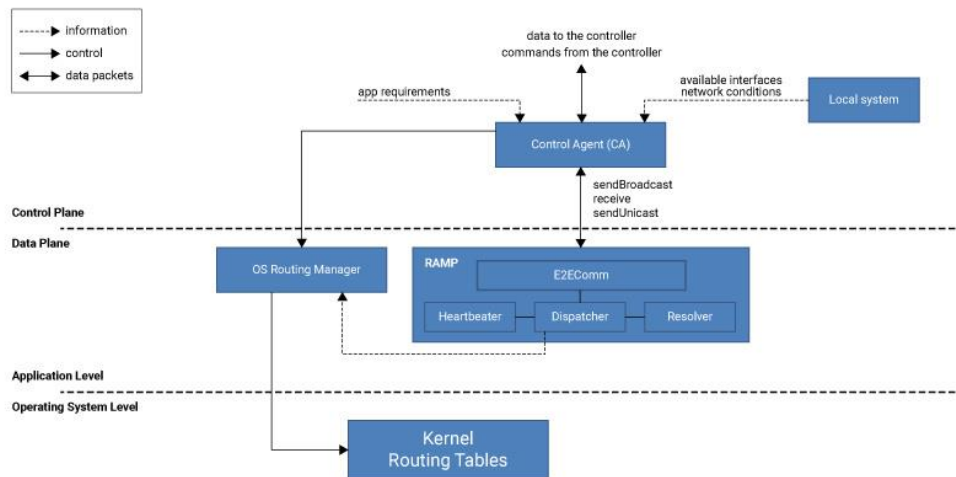 information
control
data packets
data to the controller
commands from the controller
app requirements
available interfaces
network conditions
Local system
Control Agent (CA)
sendBroadcast
receive
sendUnicast
Control Plane
Data Plane
OS Routing Manager
RAMP
E2EComm
Heartbeater
Dispatcher
Resolver
Application Level
Operating System Level
Kernel
Routing Tables